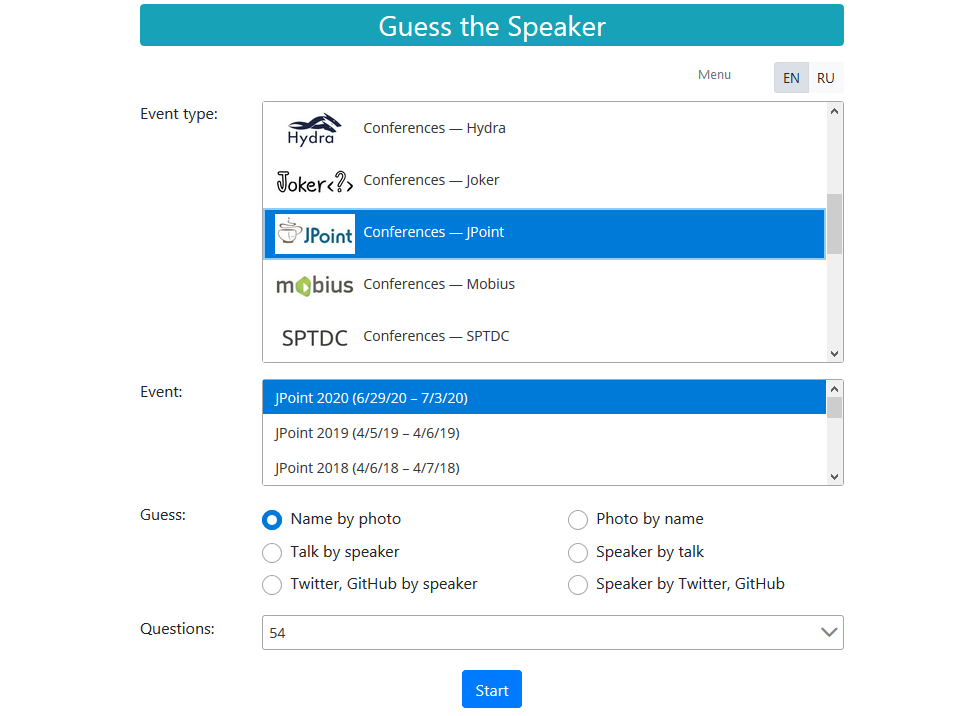 Guess the Speaker
Menu EN RU
Event type:
Hydra Conferences — Hydra
Joker<?> Conferences — Joker
JPoint Conferences — JPoint
mobius Conferences — Mobius
SPTDC Conferences — SPTDC
Event:
JPoint 2020 (6/29/20 – 7/3/20)
JPoint 2019 (4/5/19 – 4/6/19)
JPoint 2018 (4/6/18 – 4/7/18)
Guess:
Name by photo Photo by name
Talk by speaker Speaker by talk
Twitter, GitHub by speaker Speaker by Twitter, GitHub
Questions: 54
Start